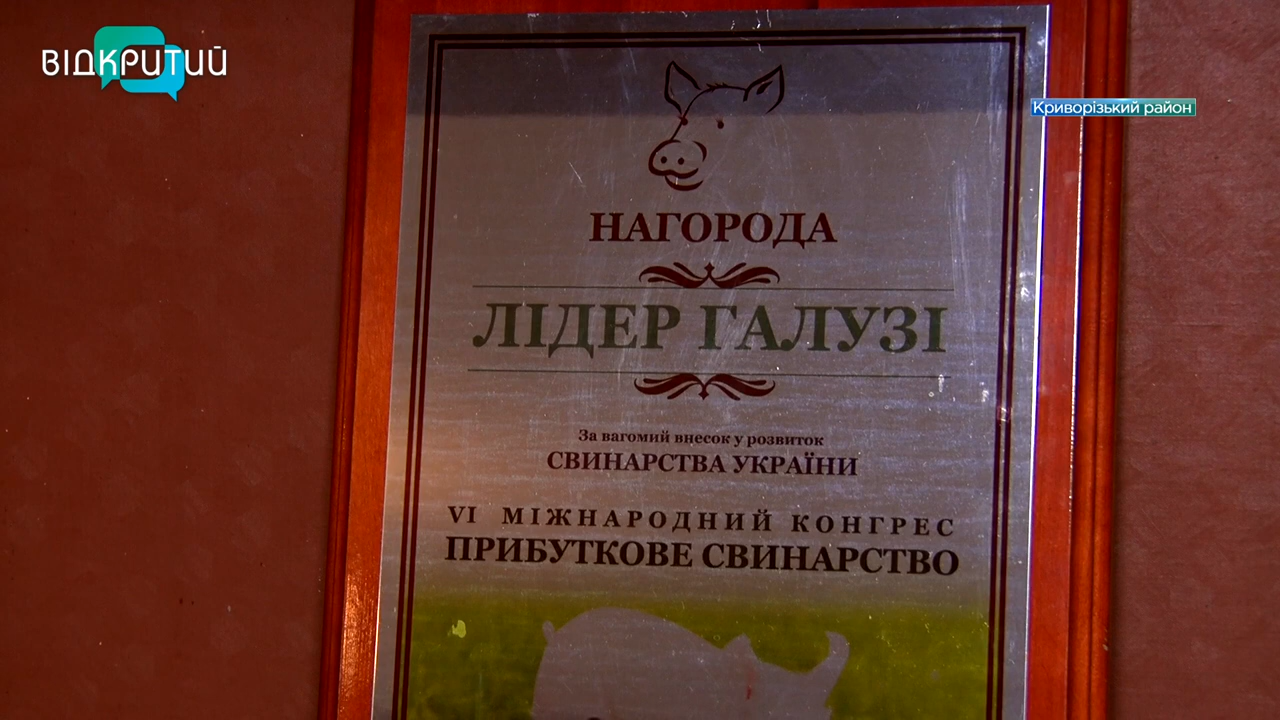 ВІДКРИТИЙ
Криворізький район
НАГОРОДА
ЛІДЕР ГАЛУЗІ
За вагомий внесок у розвиток
СВИНАРСТВА УКРАЇНИ
VI МІЖНАРОДНИЙ КОНГРЕС
ПРИБУТКОВЕ СВИНАРСТВО